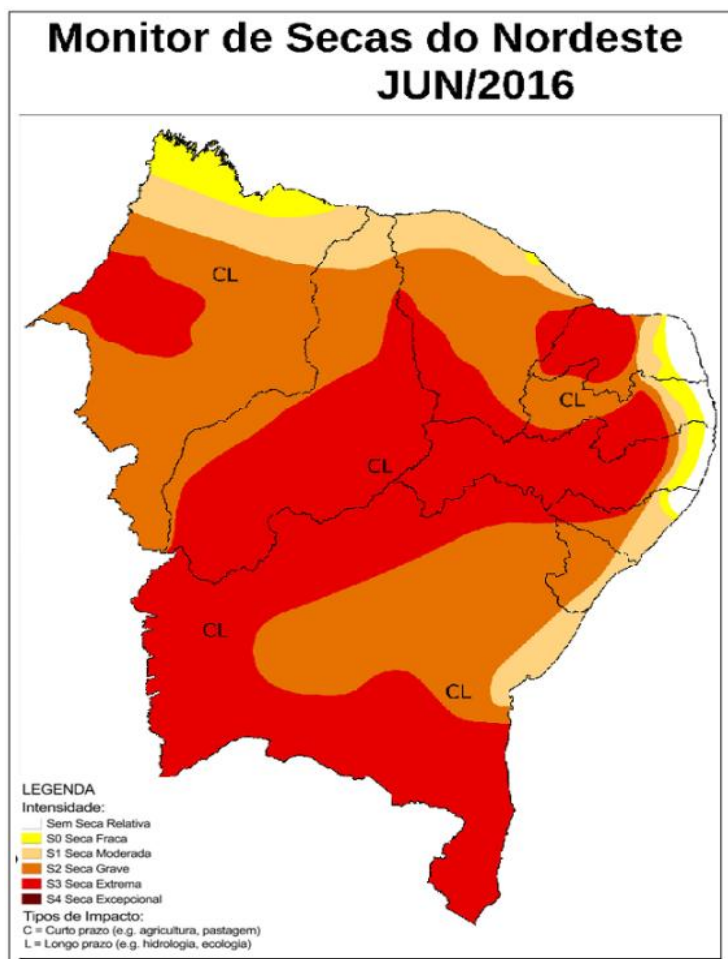 Monitor de Secas do Nordeste
JUN/2016
CL
CL
CL
CL
CL
LEGENDA
Intensidade:
Sem Seca Relativa
S0 Seca Fraca
S1 Seca Moderada
S2 Seca Grave
S3 Seca Extrema
S4 Seca Excepcional
Tipos de Impacto:
C = Curto prazo (e.g. agricultura, pastagem)
L = Longo prazo (e.g. hidrologia, ecologia)